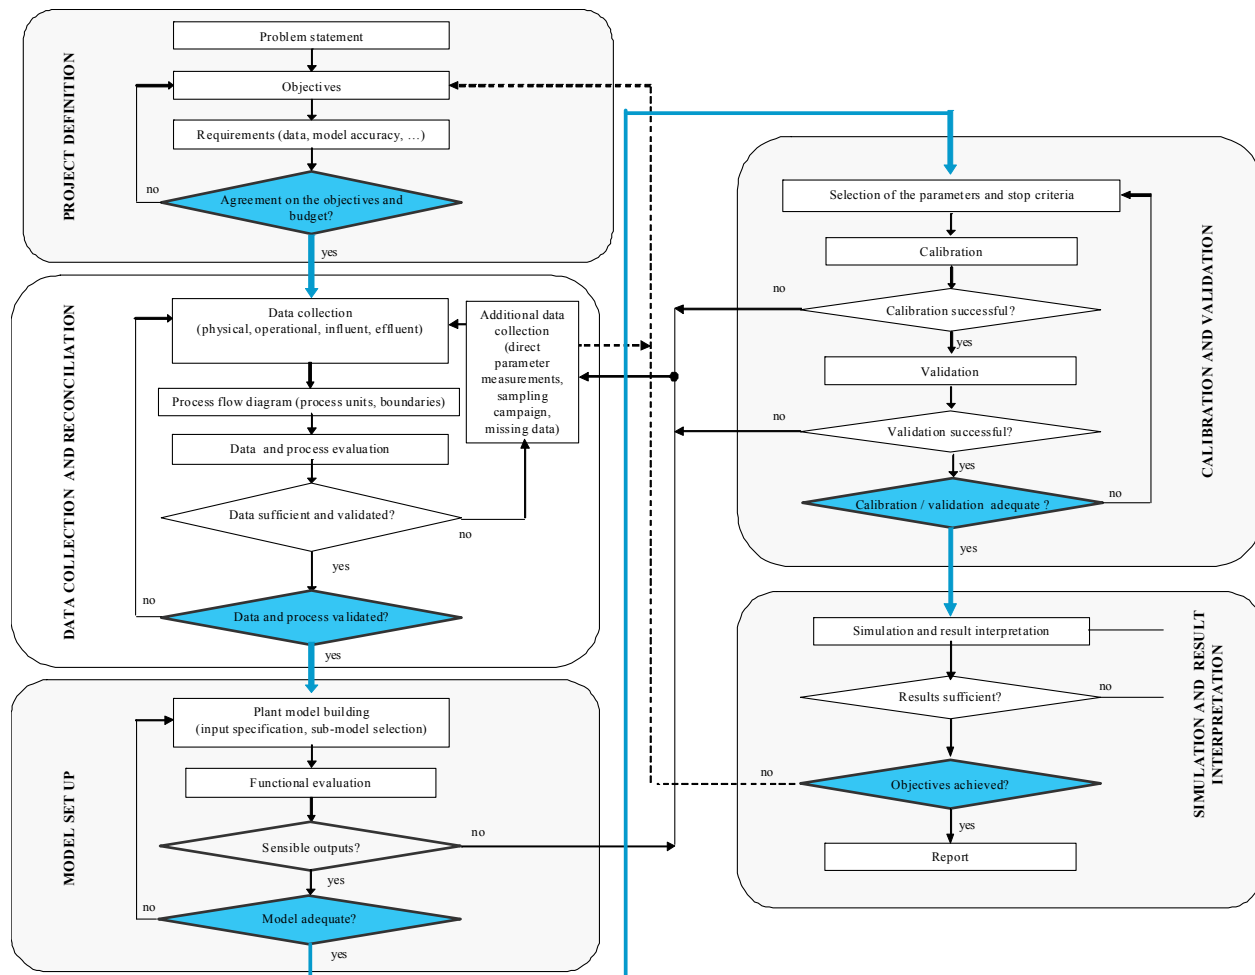 PROJECT DEFINITION
Problem statement
Objectives
Requirements (data, model accuracy, …)
no
Agreement on the objectives and
budget?
yes
DATA COLLECTION AND RECONCILIATION
Data collection
(physical, operational, influent, effluent)
Additional data
collection
(direct
parameter
measurements,
sampling
campaign,
missing data)
Process flow diagram (process units, boundaries)
Data and process evaluation
Data sufficient and validated?
no
yes
no
Data and process validated?
yes
MODEL SET UP
Plant model building
(input specification, sub-model selection)
Functional evaluation
Sensible outputs?
no
yes
no
Model adequate?
yes
CALIBRATION AND VALIDATION
Selection of the parameters and stop criteria
Calibration
no
Calibration successful?
yes
Validation
no
Validation successful?
yes
Calibration / validation adequate ?
no
yes
SIMULATION AND RESULT
INTERPRETATION
Simulation and result interpretation
Results sufficient?
no
no
Objectives achieved?
yes
Report